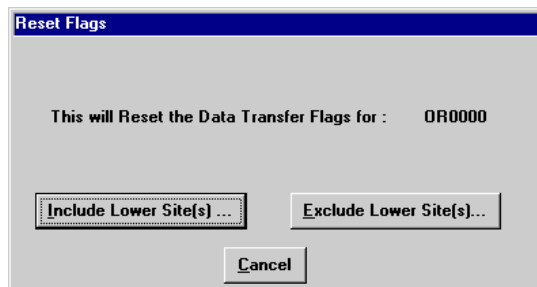 Reset Flags
This will Reset the Data Transfer Flags for : OR0000
Include Lower Site(s) ... Exclude Lower Site(s)...
Cancel